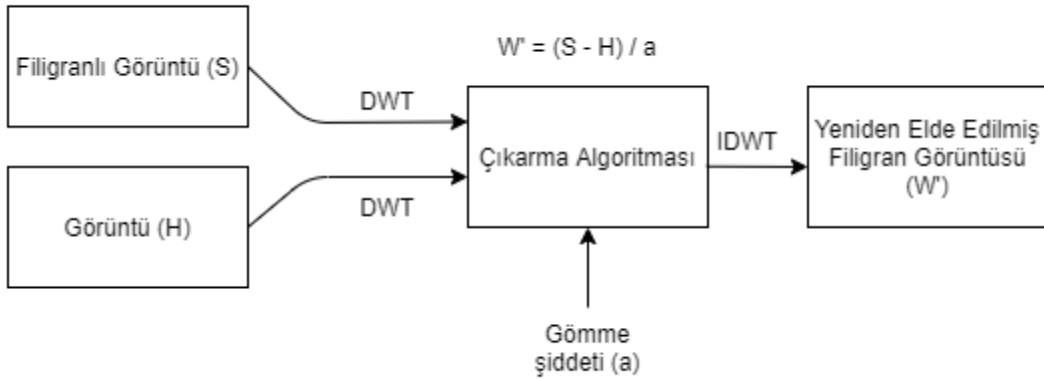 W' = (S - H) / a
Filigranlı Görüntü (S)
DWT
Çıkarma Algoritması
IDWT
Yeniden Elde Edilmiş
Filigran Görüntüsü
(W')
DWT
Görüntü (H)
Gömme
şiddeti (a)